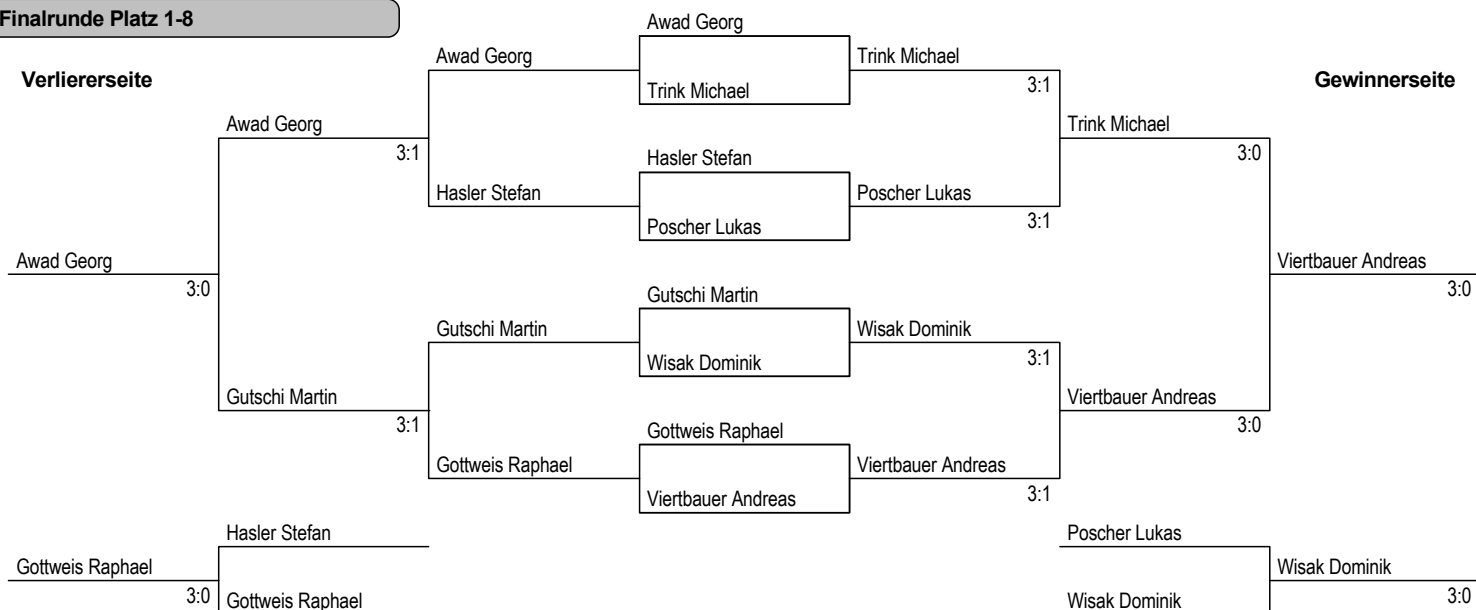 Finalrunde Platz 1-8
Verliererseite
Gewinnerseite
Awad Georg
Trink Michael
Hasler Stefan
Poscher Lukas
Gutschi Martin
Wisak Dominik
Gottweis Raphael
Viertbauer Andreas
Awad Georg
Hasler Stefan
Gutschi Martin
Gottweis Raphael
Awad Georg
3:1
Gutschi Martin
3:1
Awad Georg
3:0
Trink Michael
3:1
Poscher Lukas
3:1
Wisak Dominik
3:1
Viertbauer Andreas
3:1
Trink Michael
3:0
Viertbauer Andreas
3:0
Viertbauer Andreas
3:0
Hasler Stefan
Gottweis Raphael
Gottweis Raphael
3:0
Poscher Lukas
Wisak Dominik
Wisak Dominik
3:0